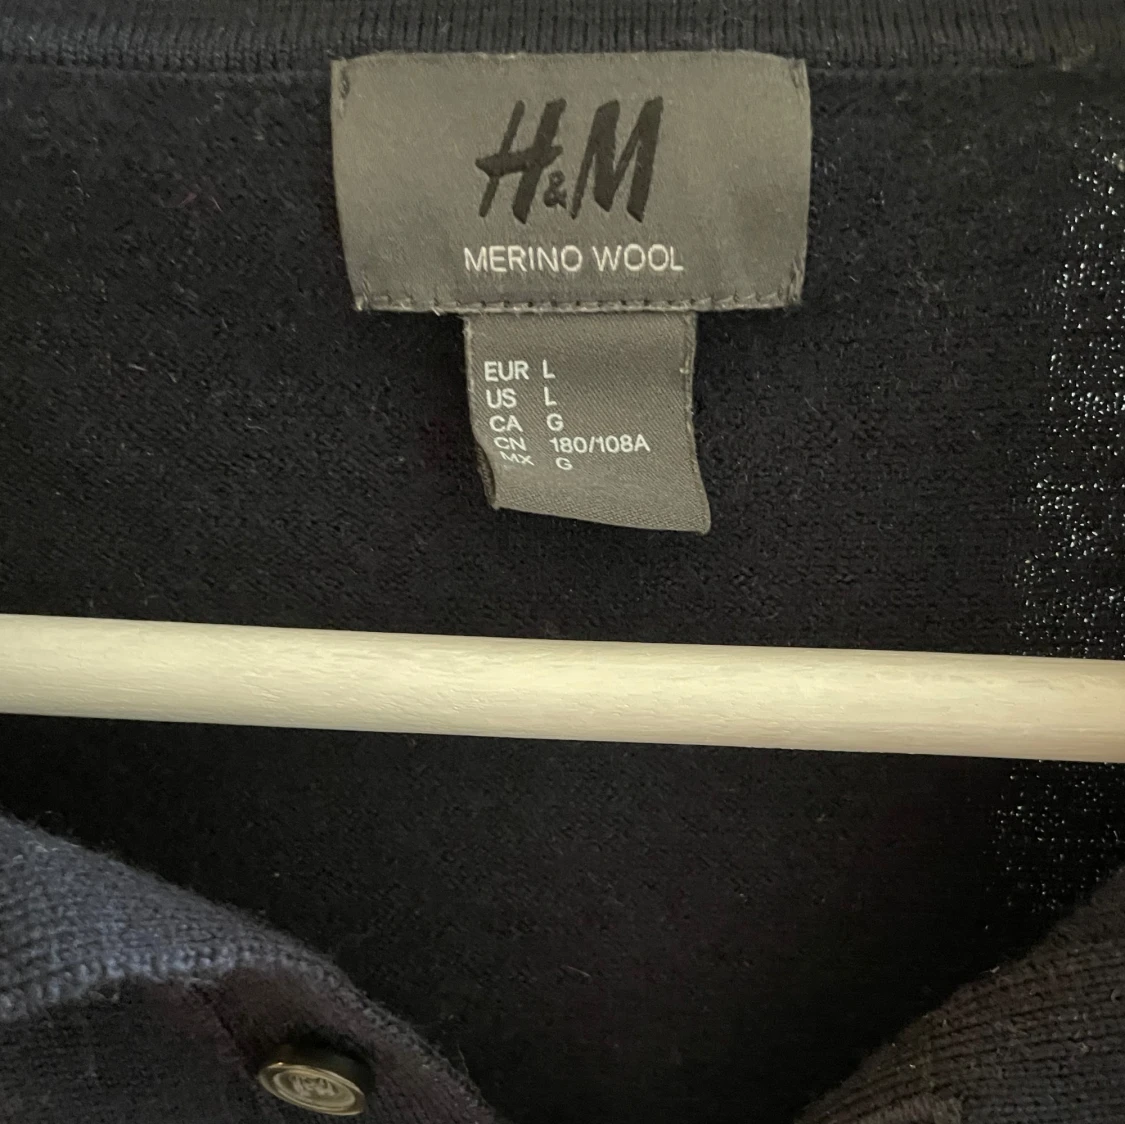 H&M
MERINO WOOL
EUR L
US L
CA G
CN 180/108A
MX G
H&M